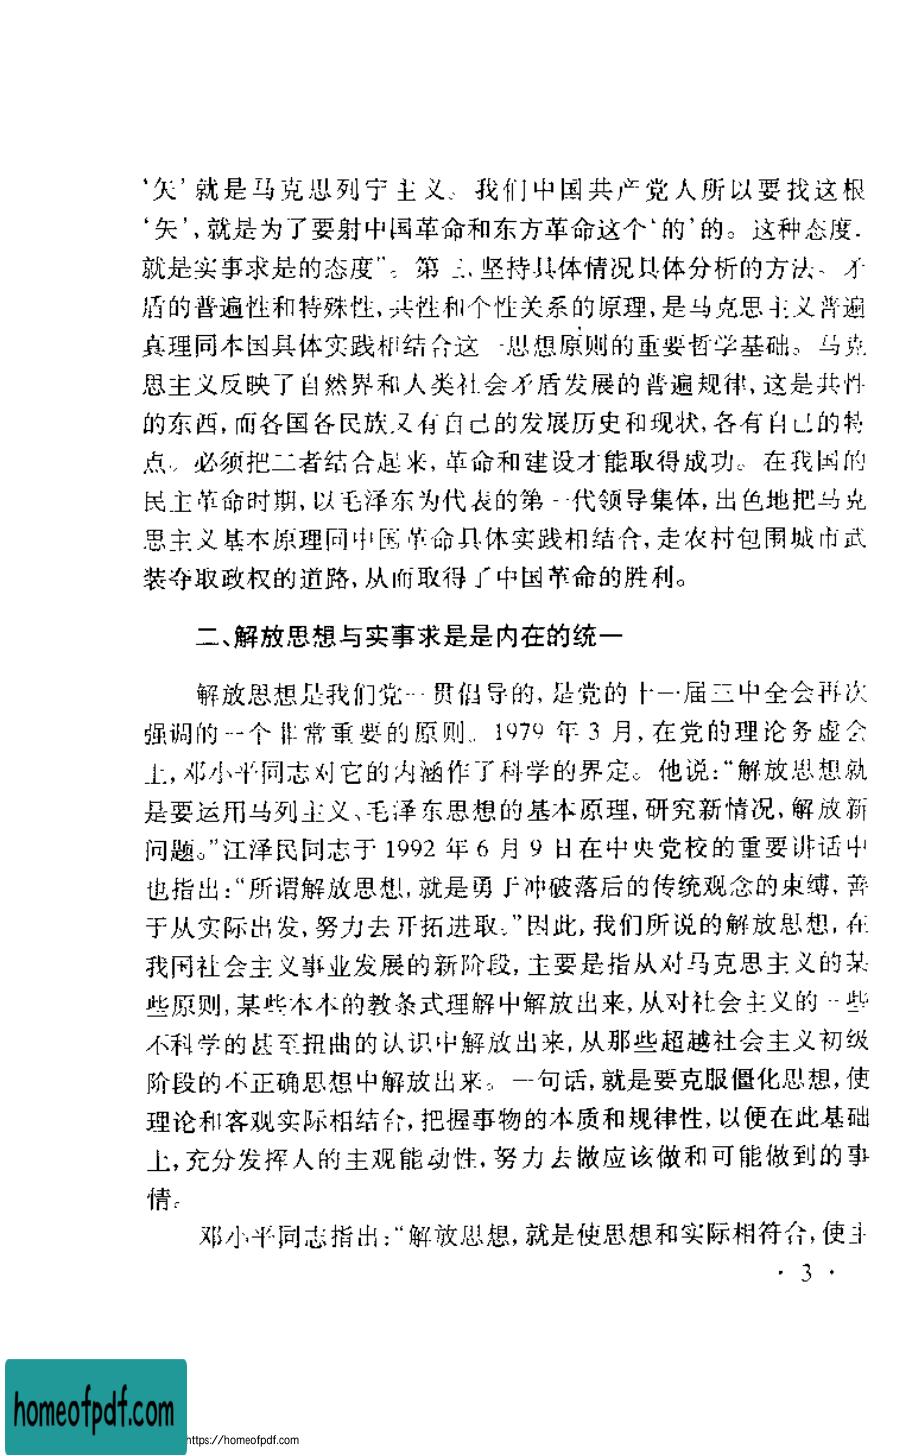 ‘矢’就是马克思列宁主义。我们中国共产党人所以要找这根
‘矢’,就是为了要射中国革命和东方革命这个‘的’的。这种态度,
就是实事求是的态度”。第三,坚持具体情况具体分析的方法。矛
盾的普遍性和特殊性,共性和个性关系的原理,是马克思主义普遍
真理同本国具体实践相结合这一思想原则的重要哲学基础。马克
思主义反映了自然界和人类社会矛盾发展的普遍规律,这是共性
的东西,而各国各民族又有自己的发展历史和现状,各有自己的特
点。必须把二者结合起来,革命和建设才能取得成功。在我国的
民主革命时期,以毛泽东为代表的第一代领导集体,出色地把马克
思主义基本原理同中国革命具体实践相结合,走农村包围城市武
装夺取政权的道路,从而取得了中国革命的胜利。
二、解放思想与实事求是是内在的统一
解放思想是我们党一贯倡导的,是党的十一届三中全会再次
强调的一个非常重要的原则。1979 年 3 月,在党的理论务虚会
上,邓小平同志对它的内涵作了科学的界定。他说:“解放思想就
是要运用马列主义、毛泽东思想的基本原理,研究新情况,解放新
问题。”江泽民同志于 1992 年 6 月 9 日在中央党校的重要讲话中
也指出:“所谓解放思想,就是勇于冲破落后的传统观念的束缚,善
于从实际出发,努力去开拓进取。”因此,我们所说的解放思想,在
我国社会主义事业发展的新阶段,主要是指从对马克思主义的某
些原则,某些本本的教条式理解中解放出来,从对社会主义的一些
不科学的甚至扭曲的认识中解放出来,从那些超越社会主义初级
阶段的不正确思想中解放出来。一句话,就是要克服僵化思想,使
理论和客观实际相结合,把握事物的本质和规律性,以便在此基础
上,充分发挥人的主观能动性,努力去做应该做和可能做到的事
情。
邓小平同志指出:“解放思想,就是使思想和实际相符合,使主
· 3 ·
homeofpdf.com
https://homeofpdf.com